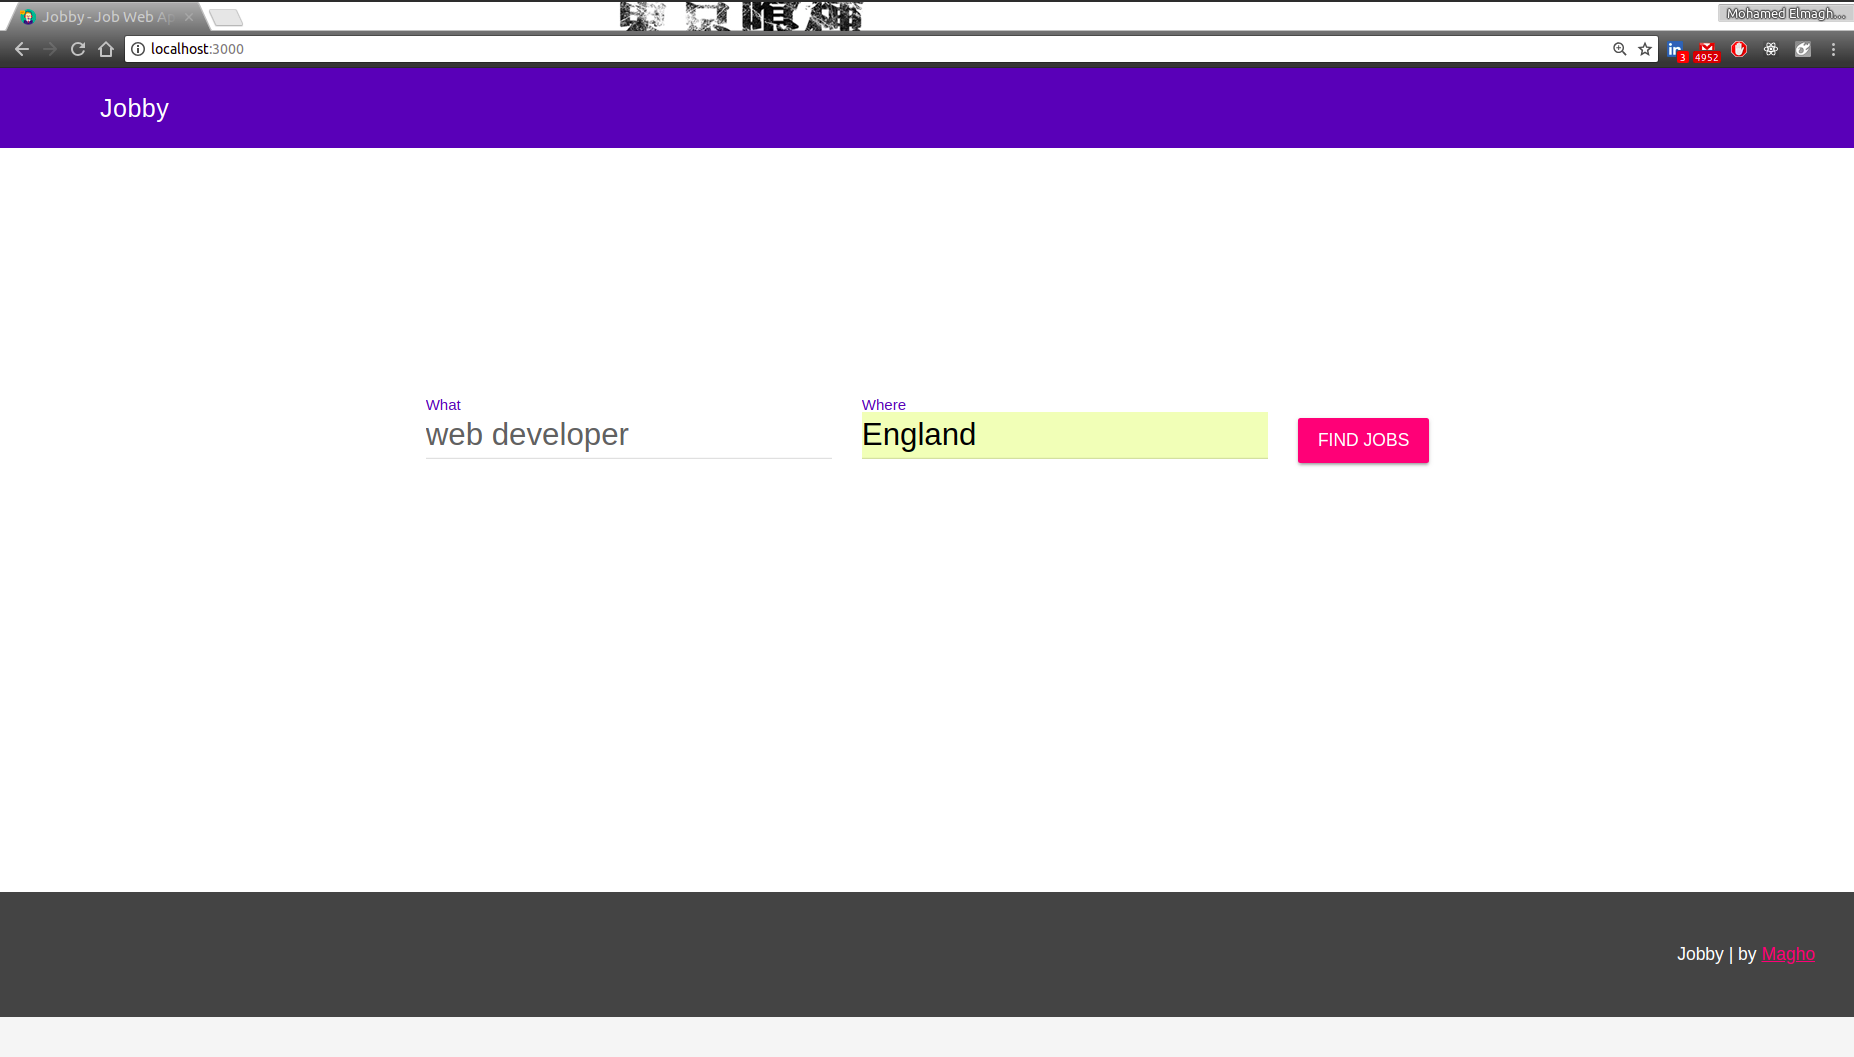 Jobby - Job Web Ap
Mohamed Elmagh...
localhost:3000
3
4952
Jobby
What
Where
web developer
England
FIND JOBS
Jobby | by Magho